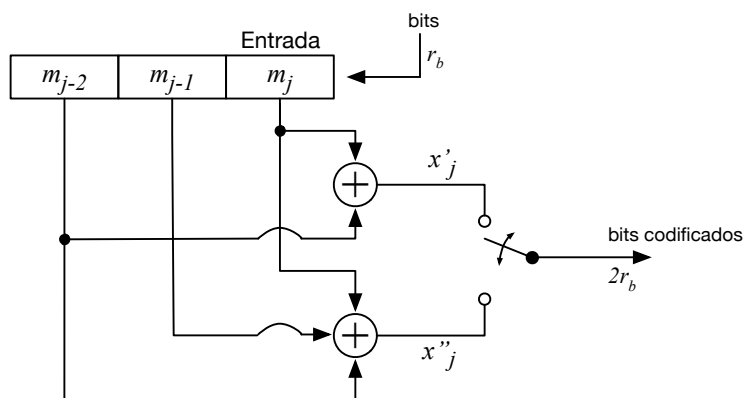 bits
Entrada
r_b
m_{j-2} m_{j-1} m_j
x'_j
bits codificados
2r_b
x''_j